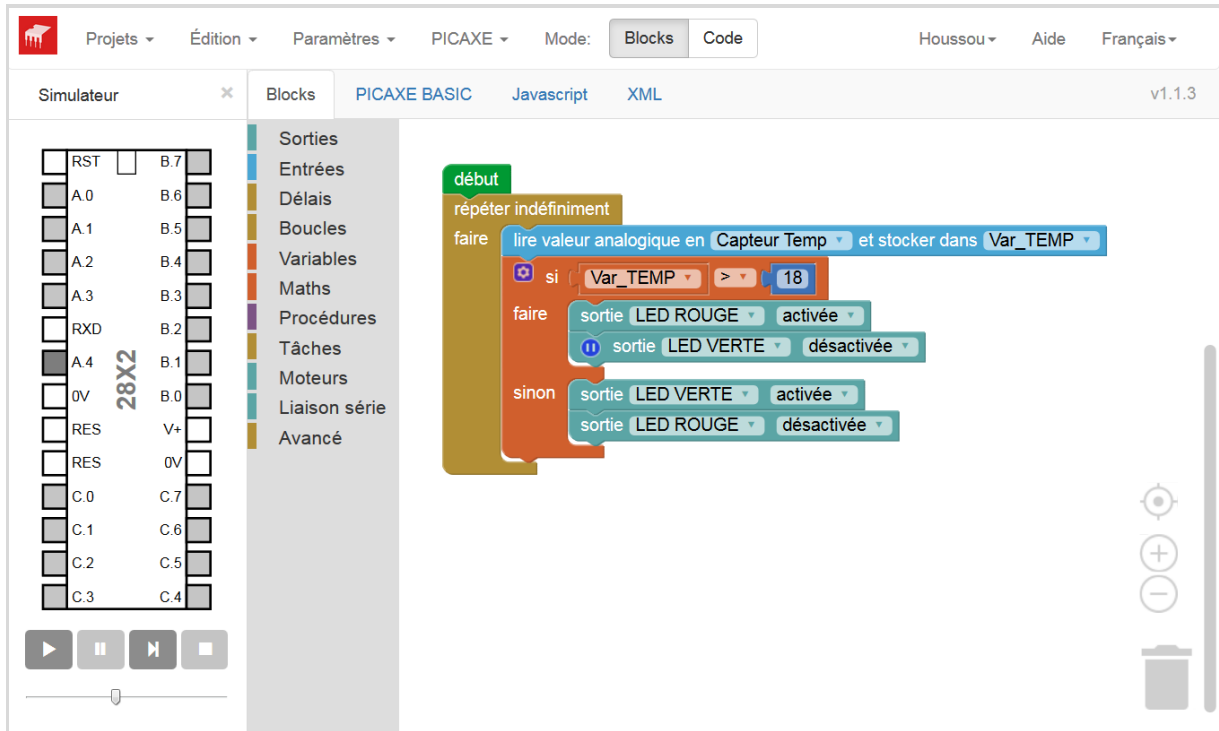 Projets Édition Paramètres PICAXE Mode: Blocks Code Houssou Aide Français
Simulateur × Blocks PICAXE BASIC Javascript XML v1.1.3
Sorties
Entrées
Délais
Boucles
Variables
Maths
Procédures
Tâches
Moteurs
Liaison série
Avancé
RST B.7
A.0 B.6
A.1 B.5
A.2 B.4
A.3 B.3
RXD B.2
A.4 B.1
0V B.0
RES V+
RES 0V
C.0 C.7
C.1 C.6
C.2 C.5
C.3 C.4
28X2
début
répéter indéfiniment
faire lire valeur analogique en Capteur Temp et stocker dans Var_TEMP
si Var_TEMP > 18
faire sortie LED ROUGE activée
sortie LED VERTE désactivée
sinon sortie LED VERTE activée
sortie LED ROUGE désactivée